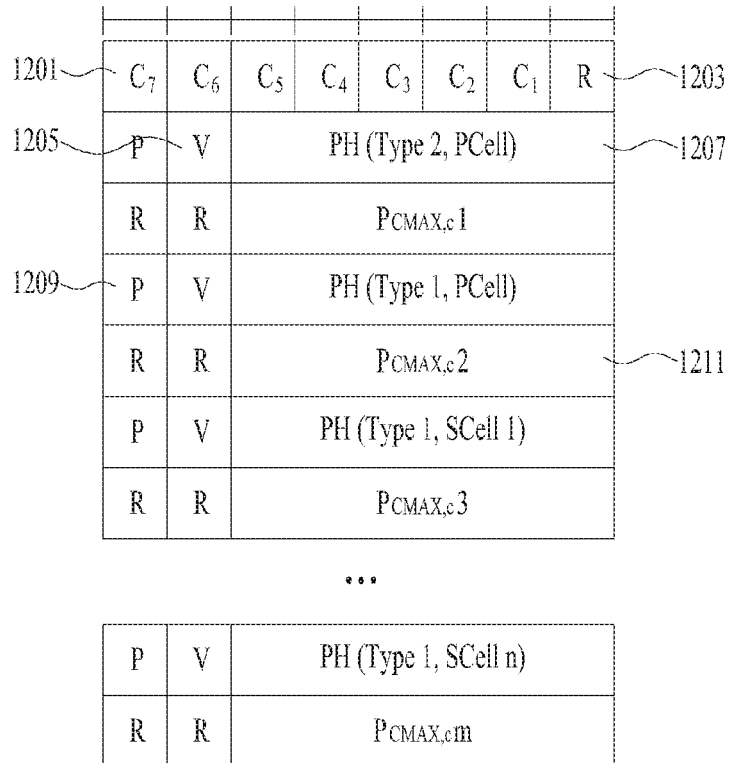 1201 C₇ C₆ C₅ C₄ C₃ C₂ C₁ R 1203
1205 P V PH (Type 2, PCell) 1207
R R PCMAX,c1
1209 P V PH (Type 1, PCell)
R R PCMAX,c2 1211
P V PH (Type 1, SCell 1)
R R PCMAX,c3
•••
P V PH (Type 1, SCell n)
R R PCMAX,cm